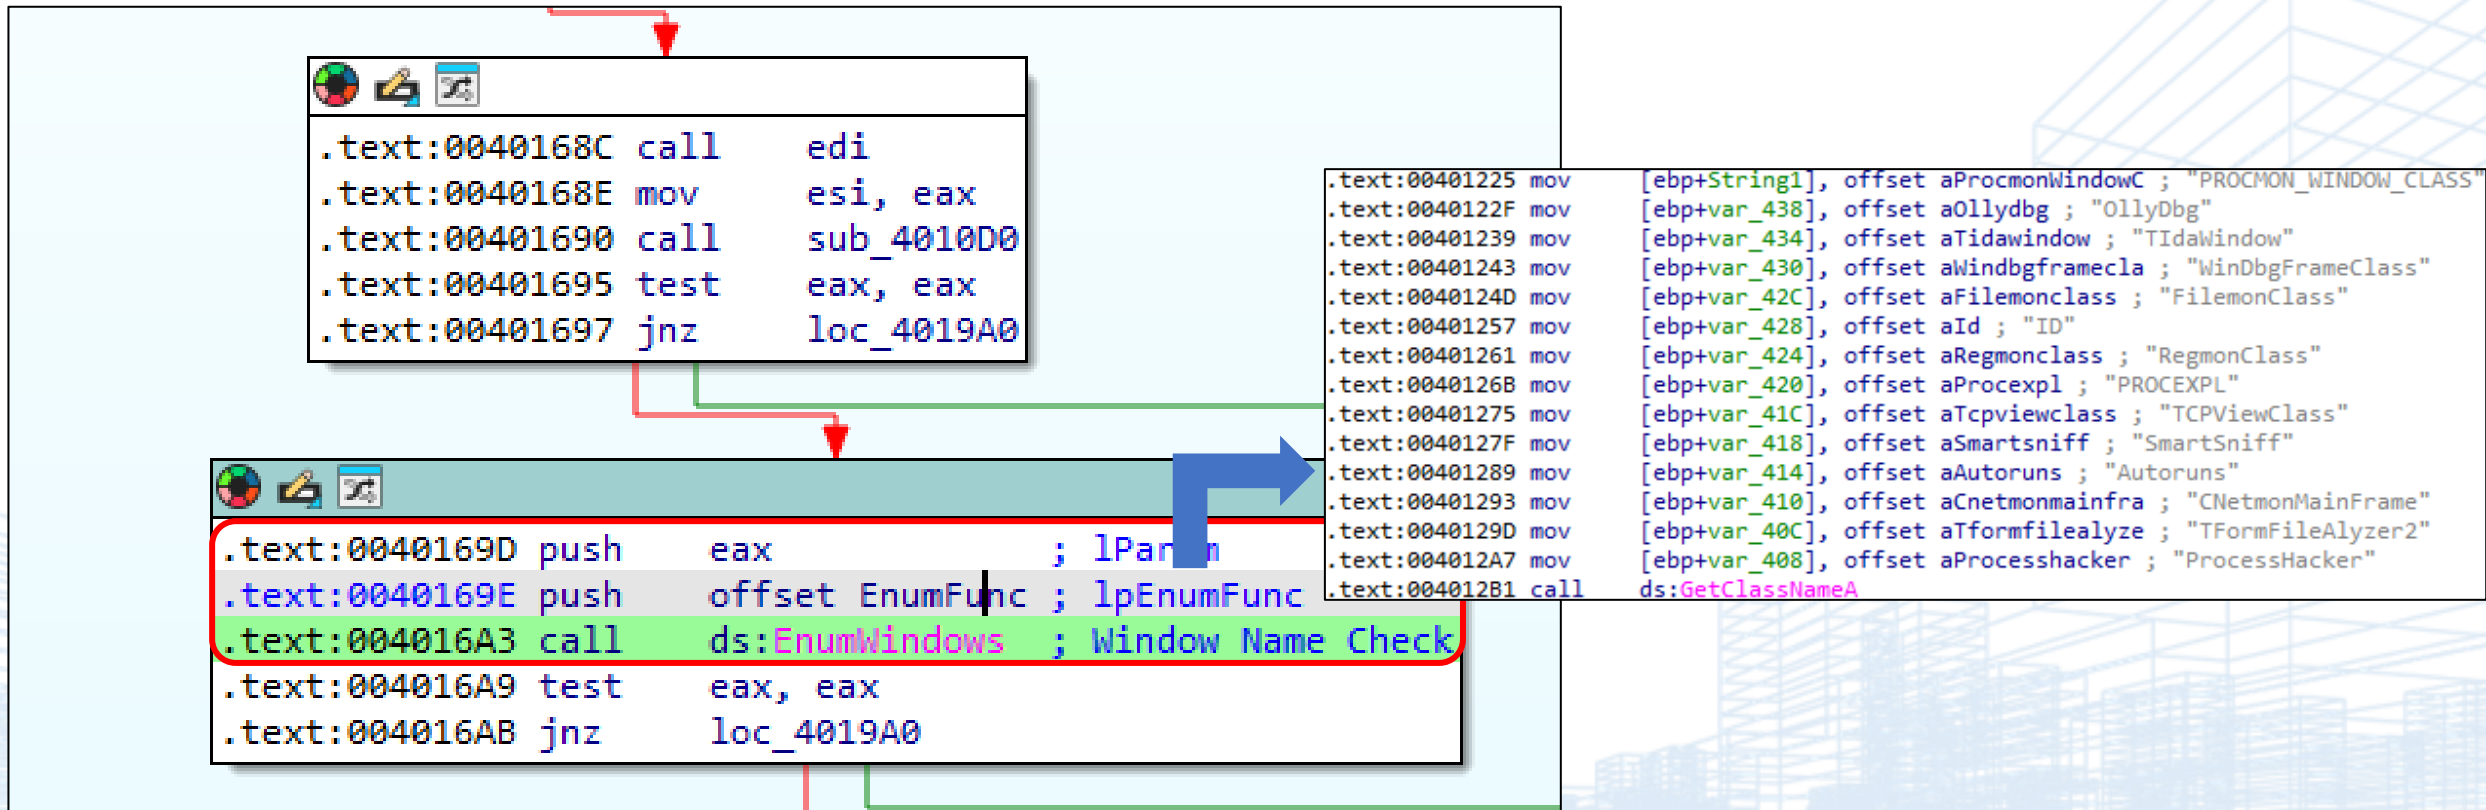 .text:0040168C call edi
.text:0040168E mov esi, eax
.text:00401690 call sub_4010D0
.text:00401695 test eax, eax
.text:00401697 jnz loc_4019A0
.text:0040169D push eax ; lParam
.text:0040169E push offset EnumFunc ; lpEnumFunc
.text:004016A3 call ds:EnumWindows ; Window Name Check
.text:004016A9 test eax, eax
.text:004016AB jnz loc_4019A0
.text:00401225 mov [ebp+String1], offset aProcmonWindowC ; "PROCMON_WINDOW_CLASS"
.text:0040122F mov [ebp+var_438], offset aOllydbg ; "OllyDbg"
.text:00401239 mov [ebp+var_434], offset aTidawindow ; "TIdaWindow"
.text:00401243 mov [ebp+var_430], offset aWindbgframecla ; "WinDbgFrameClass"
.text:0040124D mov [ebp+var_42C], offset aFilemonclass ; "FilemonClass"
.text:00401257 mov [ebp+var_428], offset aId ; "ID"
.text:00401261 mov [ebp+var_424], offset aRegmonclass ; "RegmonClass"
.text:0040126B mov [ebp+var_420], offset aProcexpl ; "PROCEXPL"
.text:00401275 mov [ebp+var_41C], offset aTcpviewclass ; "TCPViewClass"
.text:0040127F mov [ebp+var_418], offset aSmartsniff ; "SmartSniff"
.text:00401289 mov [ebp+var_414], offset aAutoruns ; "Autoruns"
.text:00401293 mov [ebp+var_410], offset aCnetmonmainfra ; "CNetmonMainFrame"
.text:0040129D mov [ebp+var_40C], offset aTformfilealyze ; "TFormFileAlyzer2"
.text:004012A7 mov [ebp+var_408], offset aProcesshacker ; "ProcessHacker"
.text:004012B1 call ds:GetClassNameA